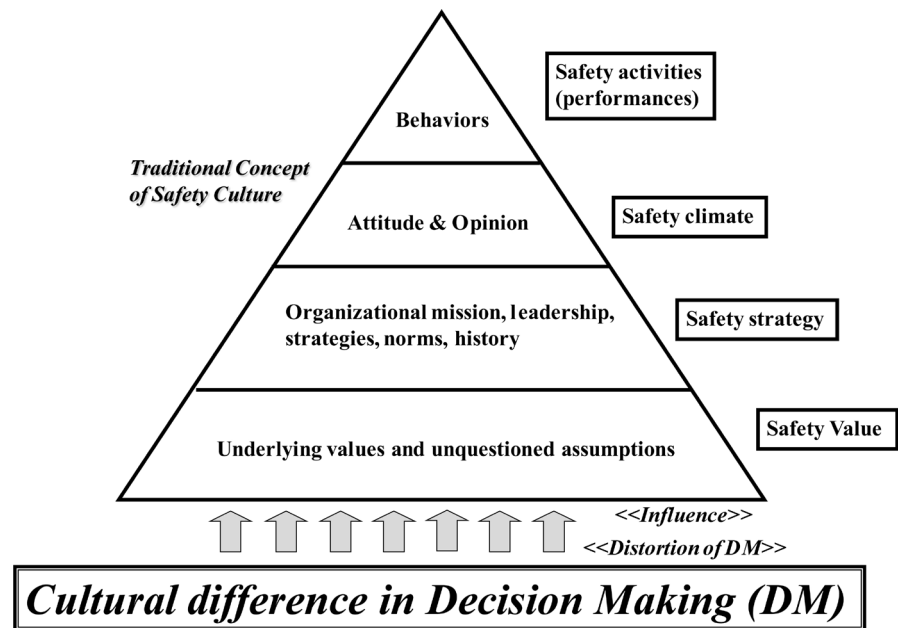 Safety activities
(performances)
Behaviors
Traditional Concept
of Safety Culture
Attitude & Opinion
Safety climate
Organizational mission, leadership,
strategies, norms, history
Safety strategy
Safety Value
Underlying values and unquestioned assumptions
<<Influence>>
<<Distortion of DM>>
Cultural difference in Decision Making (DM)